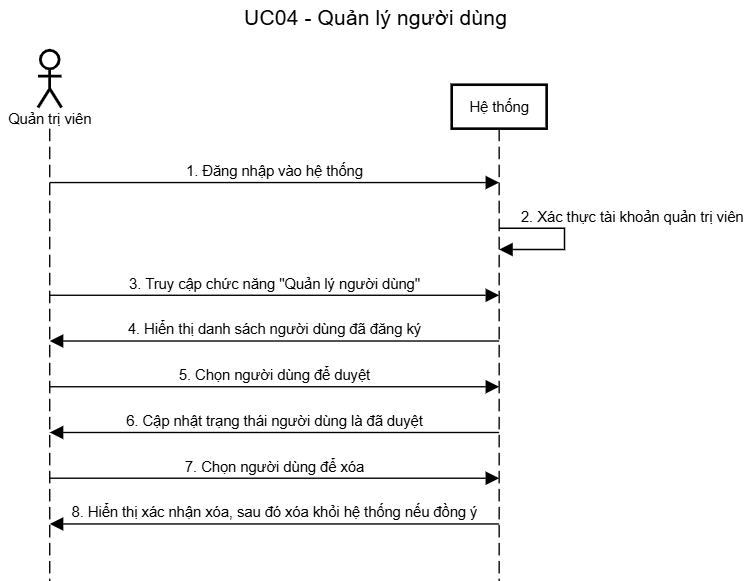 UC04 - Quản lý người dùng
Quản trị viên
Hệ thống
1. Đăng nhập vào hệ thống
2. Xác thực tài khoản quản trị viên
3. Truy cập chức năng "Quản lý người dùng"
4. Hiển thị danh sách người dùng đã đăng ký
5. Chọn người dùng để duyệt
6. Cập nhật trạng thái người dùng là đã duyệt
7. Chọn người dùng để xóa
8. Hiển thị xác nhận xóa, sau đó xóa khỏi hệ thống nếu đồng ý